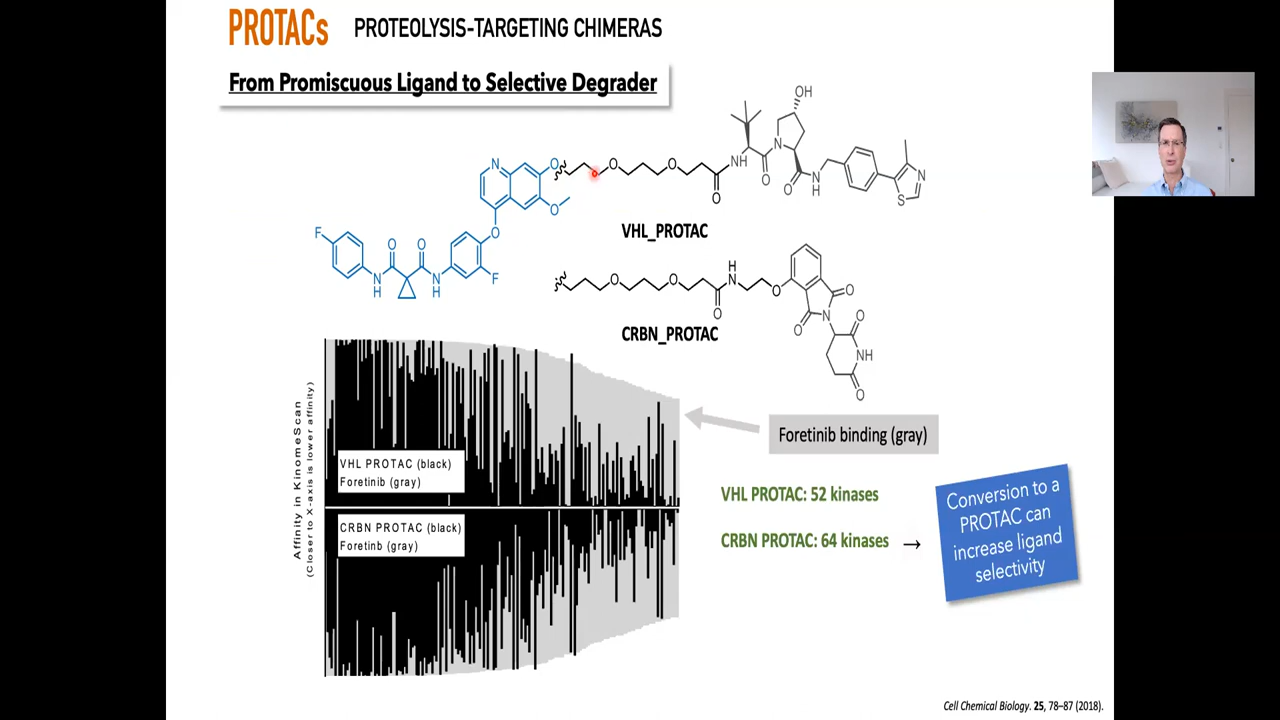 PROTACs PROTEOLYSIS-TARGETING CHIMERAS
From Promiscuous Ligand to Selective Degrader
OH
N
O
O
O
NH
O
N
O
N
H
O
S
N
O
O
F
O
O
N
H
N
H
F
VHL_PROTAC
O
O
H
N
O
O
O
O
N
O
NH
O
CRBN_PROTAC
Affinity in KinomeScan
(Closer to X-axis is lower affinity)
VHL PROTAC (black)
Foretinib (gray)
CRBN PROTAC (black)
Foretinb (gray)
Foretinib binding (gray)
VHL PROTAC: 52 kinases
CRBN PROTAC: 64 kinases →
Conversion to a
PROTAC can
increase ligand
selectivity
Cell Chemical Biology. 25, 78–87 (2018).